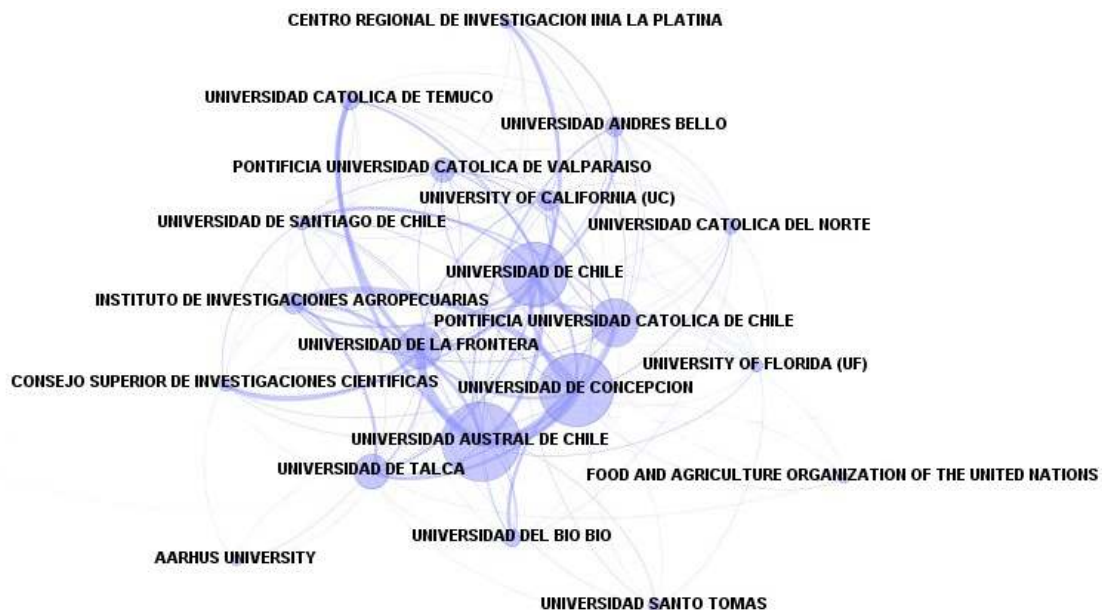 CENTRO REGIONAL DE INVESTIGACION INIA LA PLATINA
UNIVERSIDAD CATOLICA DE TEMUCO
UNIVERSIDAD ANDRES BELLO
PONTIFICIA UNIVERSIDAD CATOLICA DE VALPARAISO
UNIVERSITY OF CALIFORNIA (UC)
UNIVERSIDAD DE SANTIAGO DE CHILE
UNIVERSIDAD CATOLICA DEL NORTE
UNIVERSIDAD DE CHILE
INSTITUTO DE INVESTIGACIONES AGROPECUARIAS
PONTIFICIA UNIVERSIDAD CATOLICA DE CHILE
UNIVERSIDAD DE LA FRONTERA
UNIVERSITY OF FLORIDA (UF)
CONSEJO SUPERIOR DE INVESTIGACIONES CIENTIFICAS
UNIVERSIDAD DE CONCEPCION
UNIVERSIDAD AUSTRAL DE CHILE
UNIVERSIDAD DE TALCA
FOOD AND AGRICULTURE ORGANIZATION OF THE UNITED NATIONS
UNIVERSIDAD DEL BIO BIO
AARHUS UNIVERSITY
UNIVERSIDAD SANTO TOMAS